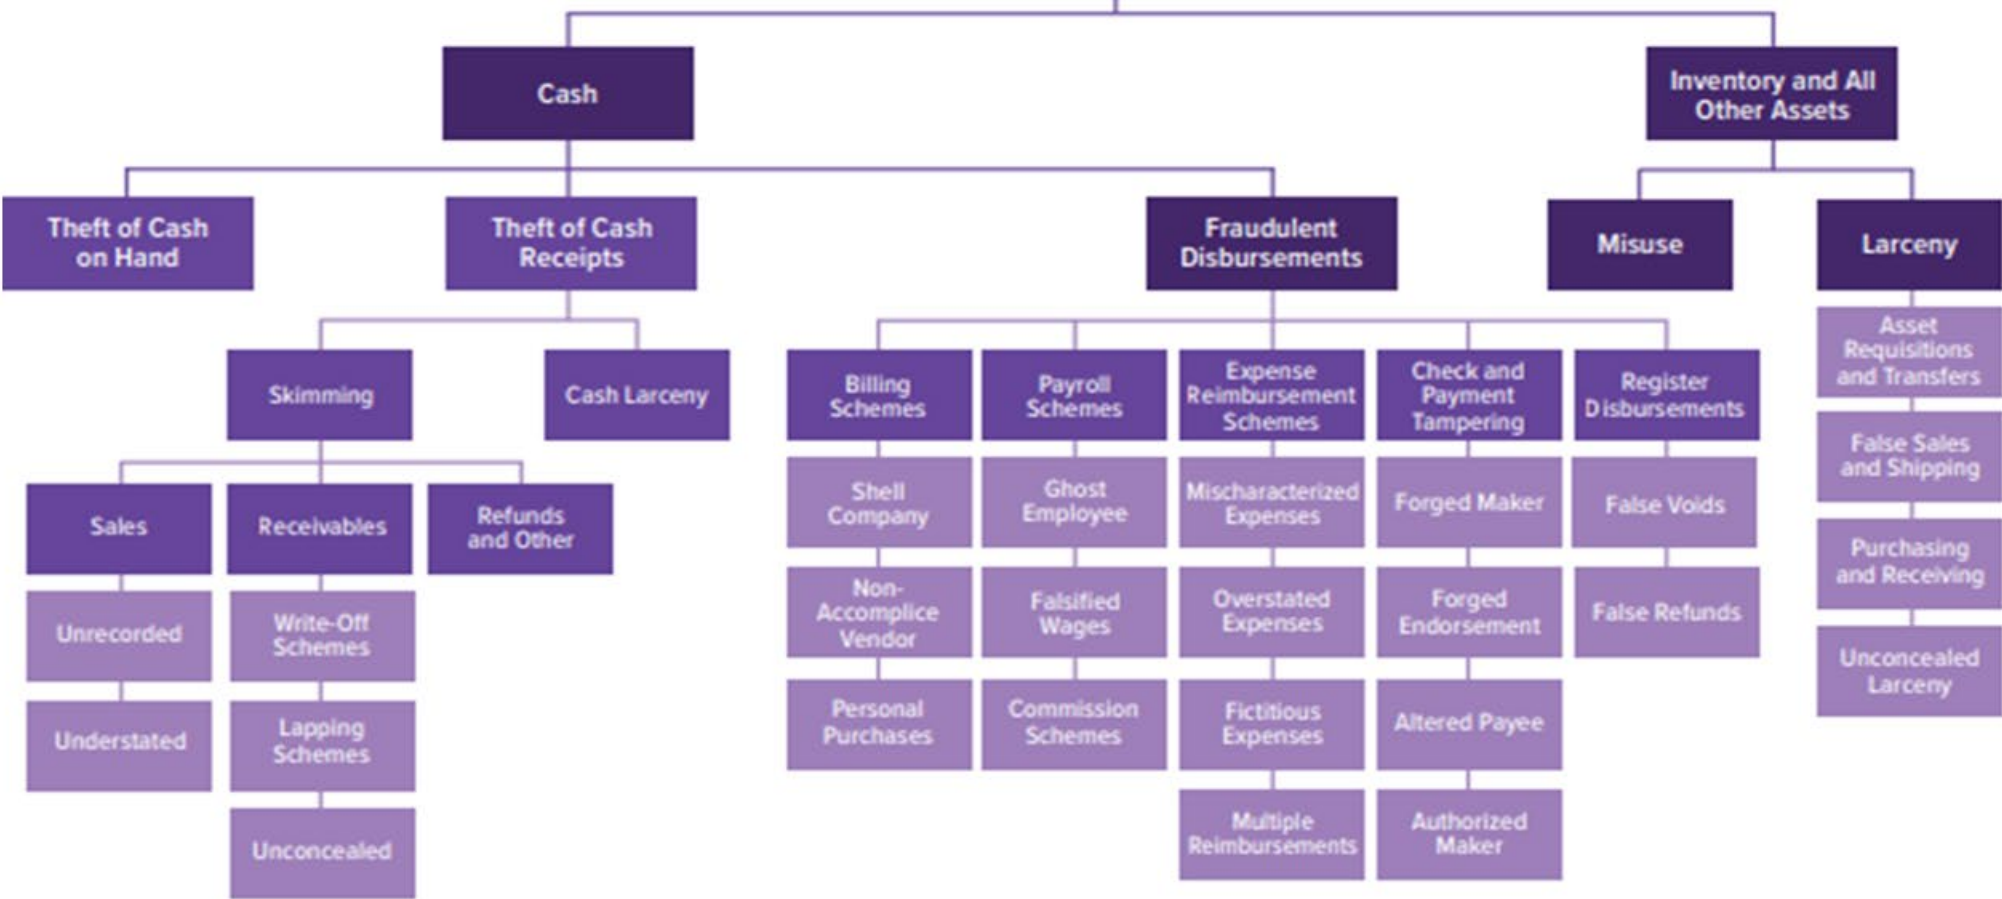 Cash
Inventory and All
Other Assets
Theft of Cash
on Hand
Theft of Cash
Receipts
Fraudulent
Disbursements
Misuse
Larceny
Skimming
Cash Larceny
Billing
Schemes
Payroll
Schemes
Expense
Reimbursement
Schemes
Check and
Payment
Tampering
Register
Disbursements
Asset
Requisitions
and Transfers
False Sales
and Shipping
Purchasing
and Receiving
Unconcealed
Larceny
Sales
Receivables
Refunds
and Other
Unrecorded
Understated
Write-Off
Schemes
Lapping
Schemes
Unconcealed
Shell
Company
Non-
Accomplice
Vendor
Personal
Purchases
Ghost
Employee
Falsified
Wages
Commission
Schemes
Mischaracterized
Expenses
Overstated
Expenses
Fictitious
Expenses
Multiple
Reimbursements
Forged Maker
Forged
Endorsement
Altered Payee
Authorized
Maker
False Voids
False Refunds